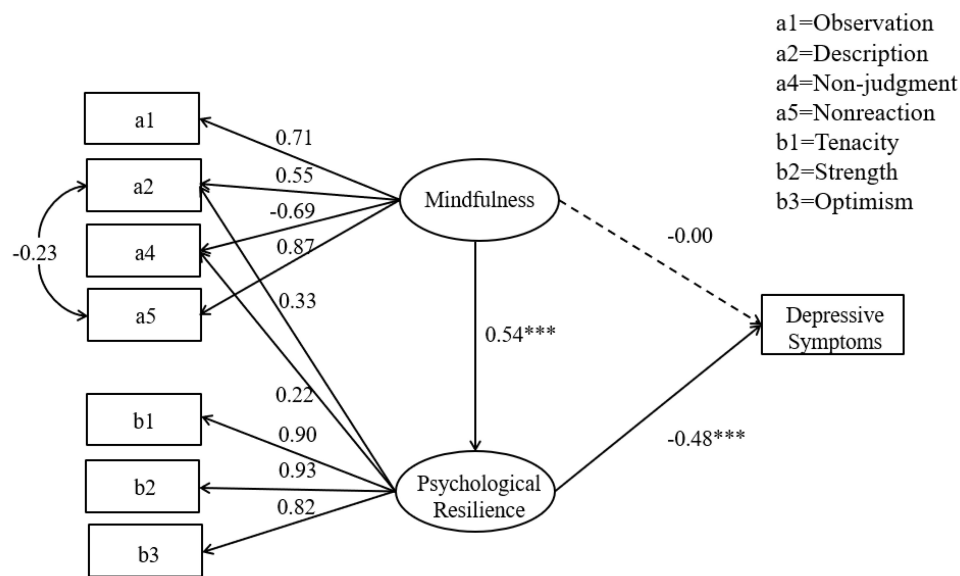 a1=Observation
a2=Description
a4=Non-judgment
a5=Nonreaction
b1=Tenacity
b2=Strength
b3=Optimism
a1
0.71
a2
0.55
Mindfulness
-0.69
-0.00
a4
0.87
-0.23
a5
0.33
Depressive
Symptoms
0.54***
0.22
b1
0.90
-0.48***
b2
0.93
Psychological
Resilience
0.82
b3